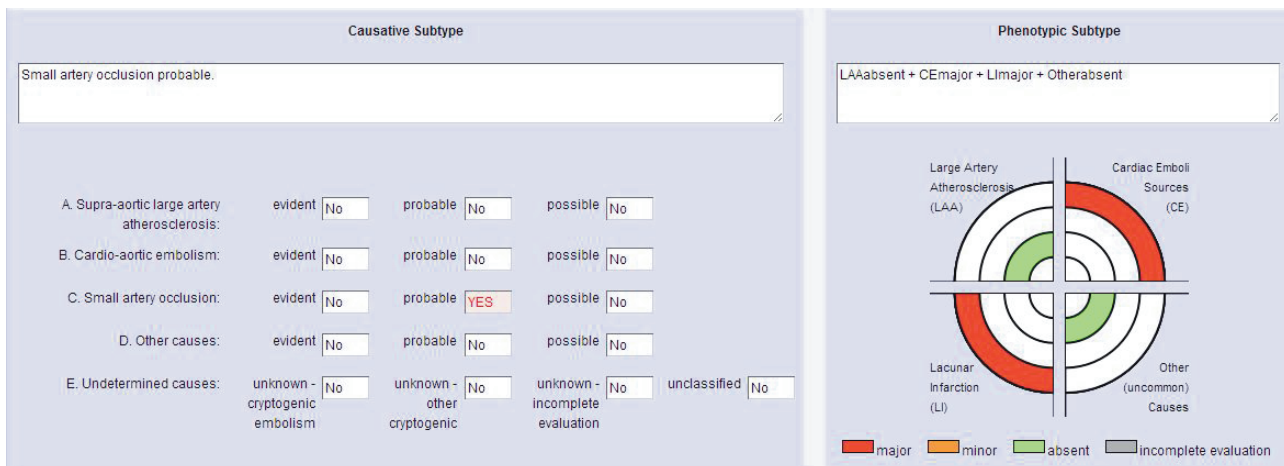 Causative Subtype
Small artery occlusion probable.
A. Supra-aortic large artery atherosclerosis: evident No probable No possible No
B. Cardio-aortic embolism: evident No probable No possible No
C. Small artery occlusion: evident No probable YES possible No
D. Other causes: evident No probable No possible No
E. Undetermined causes: unknown - cryptogenic embolism No unknown - other cryptogenic No unknown - incomplete evaluation No unclassified No
Phenotypic Subtype
LAAabsent + CEmajor + LImajor + Otherabsent
Large Artery
Atherosclerosis
(LAA)
Cardiac Emboli
Sources
(CE)
Lacunar
Infarction
(LI)
Other
(uncommon)
Causes
major minor absent incomplete evaluation